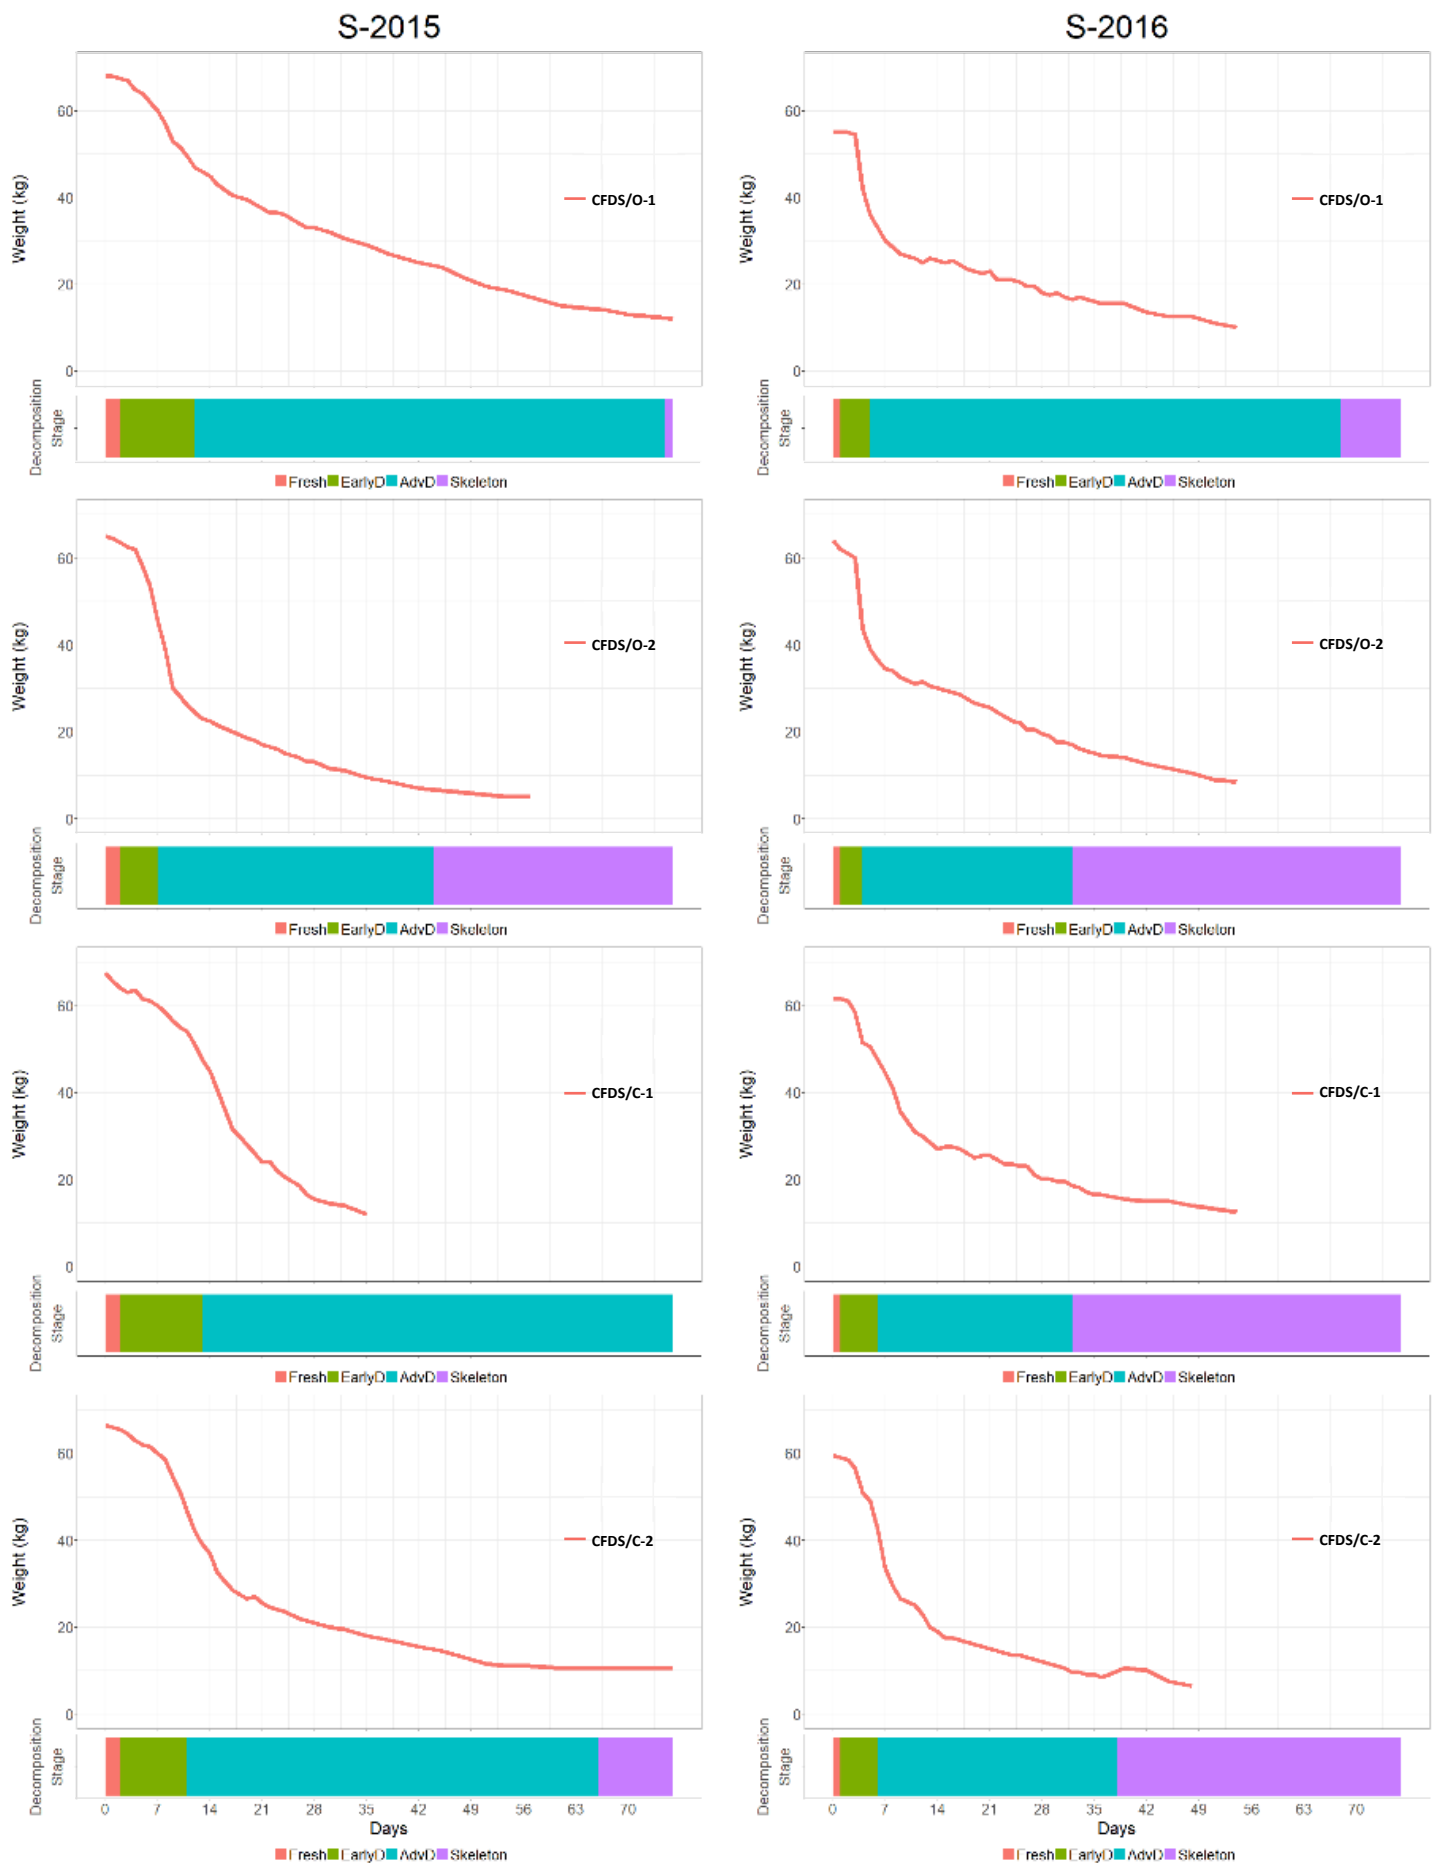 S-2015
60
40
20
0
Weight (kg)
CFDS/O-1
Decomposition
Stage
Fresh EarlyD AdvD Skeleton
60
40
20
0
Weight (kg)
CFDS/O-2
Decomposition
Stage
Fresh EarlyD AdvD Skeleton
60
40
20
0
Weight (kg)
CFDS/C-1
Decomposition
Stage
Fresh EarlyD AdvD Skeleton
60
40
20
0
Weight (kg)
CFDS/C-2
Decomposition
Stage
0 7 14 21 28 35 42 49 56 63 70
Days
Fresh EarlyD AdvD Skeleton
S-2016
60
40
20
0
Weight (kg)
CFDS/O-1
Decomposition
Stage
Fresh EarlyD AdvD Skeleton
60
40
20
0
Weight (kg)
CFDS/O-2
Decomposition
Stage
Fresh EarlyD AdvD Skeleton
60
40
20
0
Weight (kg)
CFDS/C-1
Decomposition
Stage
Fresh EarlyD AdvD Skeleton
60
40
20
0
Weight (kg)
CFDS/C-2
Decomposition
Stage
0 7 14 21 28 35 42 49 56 63 70
Days
Fresh EarlyD AdvD Skeleton